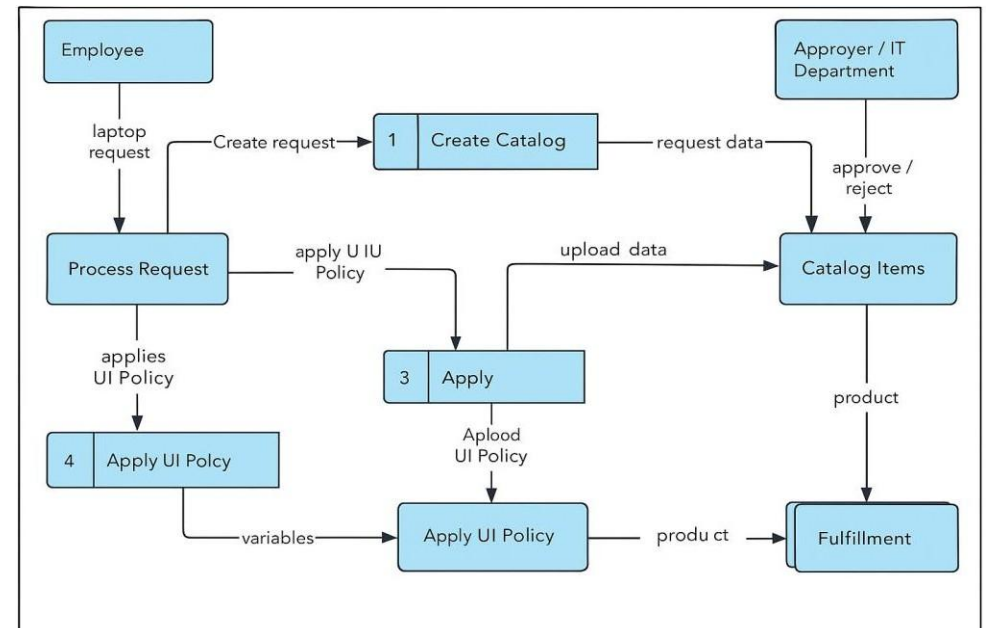 Employee
Approyer / IT
Department
laptop
request
Create request
1
Create Catalog
request data
approve /
reject
Process Request
apply U IU
Policy
upload data
Catalog Items
applies
UI Policy
3
Apply
product
4
Apply UI Polcy
Aplood
UI Policy
variables
Apply UI Policy
produ ct
Fulfillment